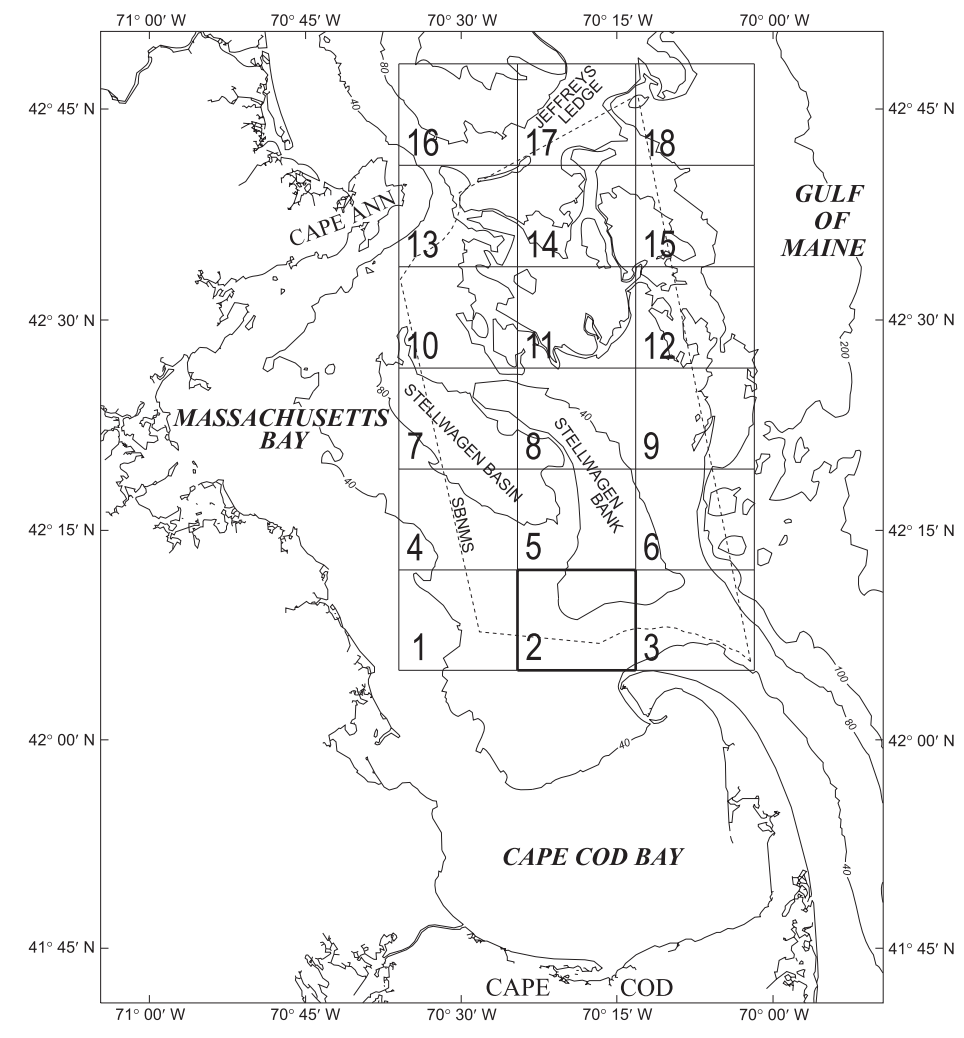 71° 00′ W 70° 45′ W 70° 30′ W 70° 15′ W 70° 00′ W
80
40
JEFFREYS
LEDGE
42° 45′ N 42° 45′ N
16 17 18
CAPE ANN
GULF
OF
MAINE
13 14 15
42° 30′ N 42° 30′ N
10 11 12
200
80
MASSACHUSETTS
BAY
STELLWAGEN BASIN
40
STELLWAGEN
BANK
7 8 9
40
SBNMS
42° 15′ N 42° 15′ N
4 5 6
1 2 3
100
80
42° 00′ N 42° 00′ N
40
CAPE COD BAY
40
41° 45′ N 41° 45′ N
CAPE COD
71° 00′ W 70° 45′ W 70° 30′ W 70° 15′ W 70° 00′ W